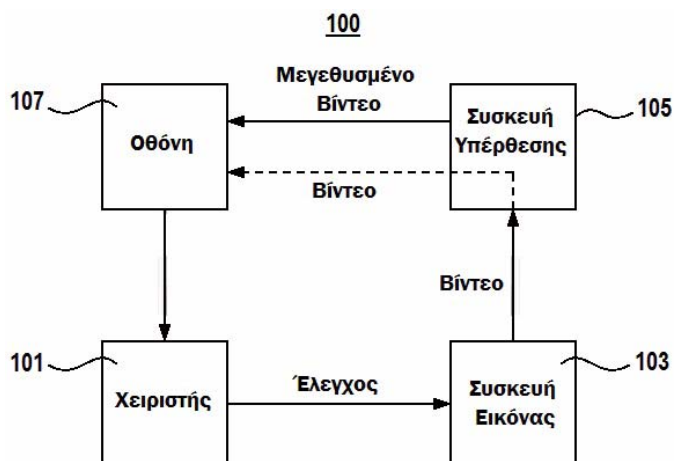 100
107
Οθόνη
Μεγεθυσμένο
Βίντεο
Βίντεο
Συσκευή
Υπέρθεσης
105
Βίντεο
101
Χειριστής
Έλεγχος
Συσκευή
Εικόνας
103